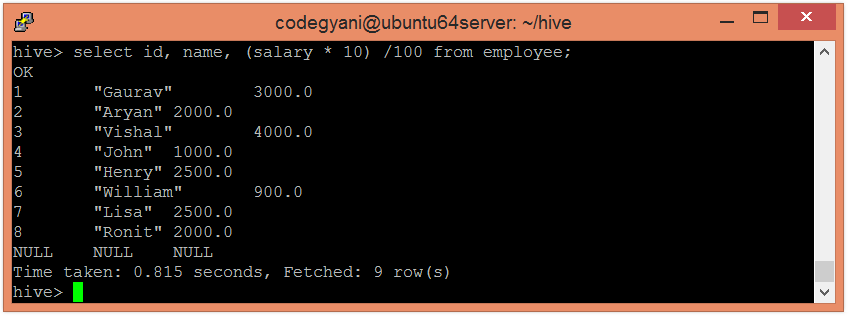 codegyani@ubuntu64server: ~/hive
hive> select id, name, (salary * 10) /100 from employee;
OK
1       "Gaurav"        3000.0
2       "Aryan" 2000.0
3       "Vishal"        4000.0
4       "John"  1000.0
5       "Henry" 2500.0
6       "William"       900.0
7       "Lisa"  2500.0
8       "Ronit" 2000.0
NULL    NULL    NULL
Time taken: 0.815 seconds, Fetched: 9 row(s)
hive>